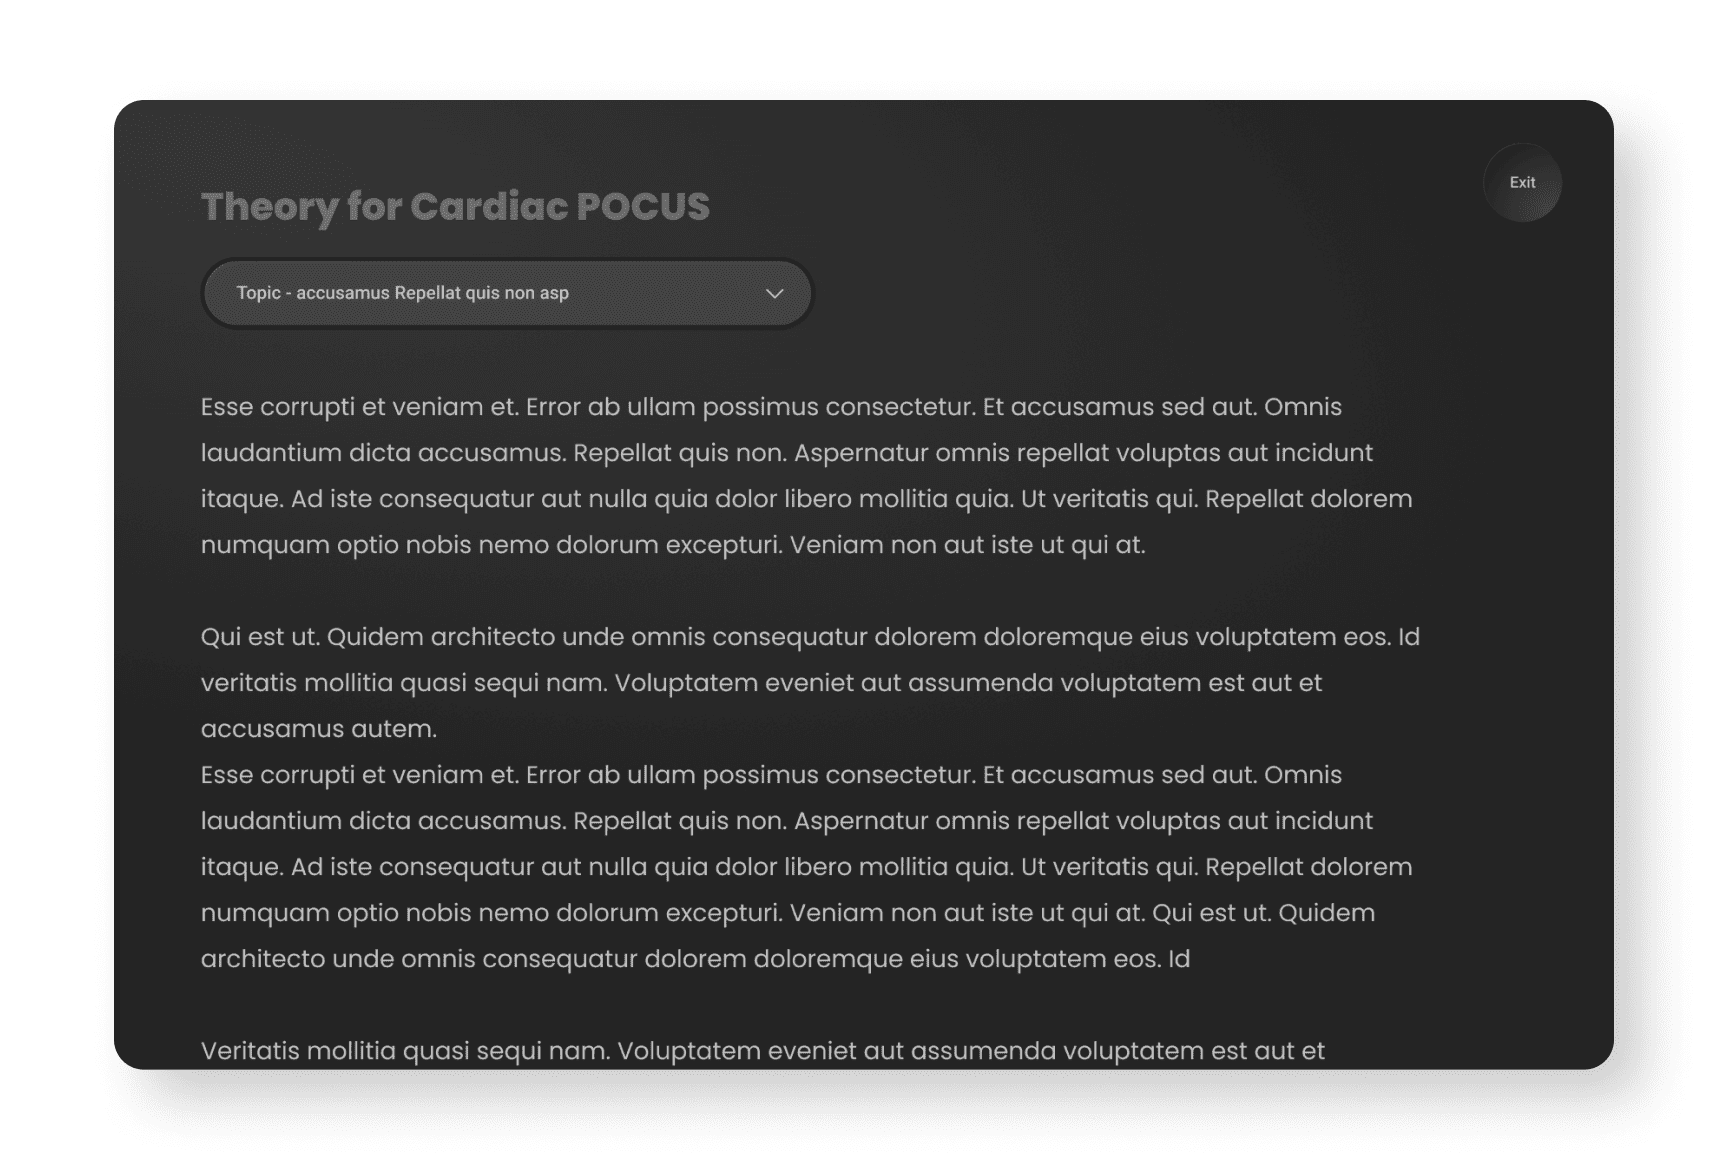 Exit
Theory for Cardiac POCUS
Topic - accusamus Repellat quis non asp
Esse corrupti et veniam et. Error ab ullam possimus consectetur. Et accusamus sed aut. Omnis
laudantium dicta accusamus. Repellat quis non. Aspernatur omnis repellat voluptas aut incidunt
itaque. Ad iste consequatur aut nulla quia dolor libero mollitia quia. Ut veritatis qui. Repellat dolorem
numquam optio nobis nemo dolorum excepturi. Veniam non aut iste ut qui at.
Qui est ut. Quidem architecto unde omnis consequatur dolorem doloremque eius voluptatem eos. Id
veritatis mollitia quasi sequi nam. Voluptatem eveniet aut assumenda voluptatem est aut et
accusamus autem.
Esse corrupti et veniam et. Error ab ullam possimus consectetur. Et accusamus sed aut. Omnis
laudantium dicta accusamus. Repellat quis non. Aspernatur omnis repellat voluptas aut incidunt
itaque. Ad iste consequatur aut nulla quia dolor libero mollitia quia. Ut veritatis qui. Repellat dolorem
numquam optio nobis nemo dolorum excepturi. Veniam non aut iste ut qui at. Qui est ut. Quidem
architecto unde omnis consequatur dolorem doloremque eius voluptatem eos. Id
Veritatis mollitia quasi sequi nam. Voluptatem eveniet aut assumenda voluptatem est aut et